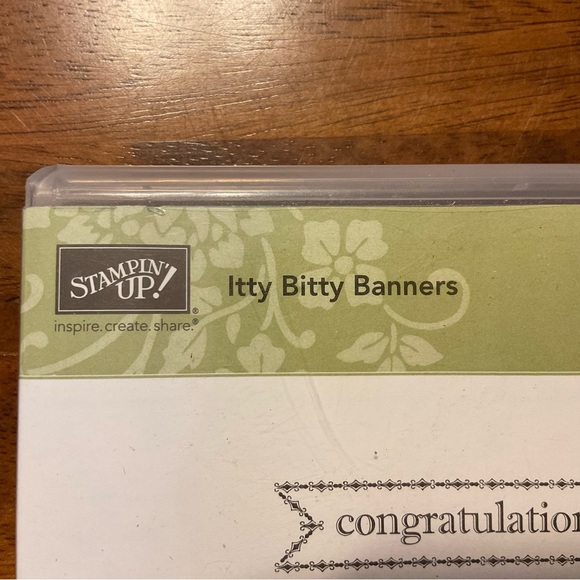 STAMPIN' UP!®
Itty Bitty Banners
inspire.create.share.®
congratulation